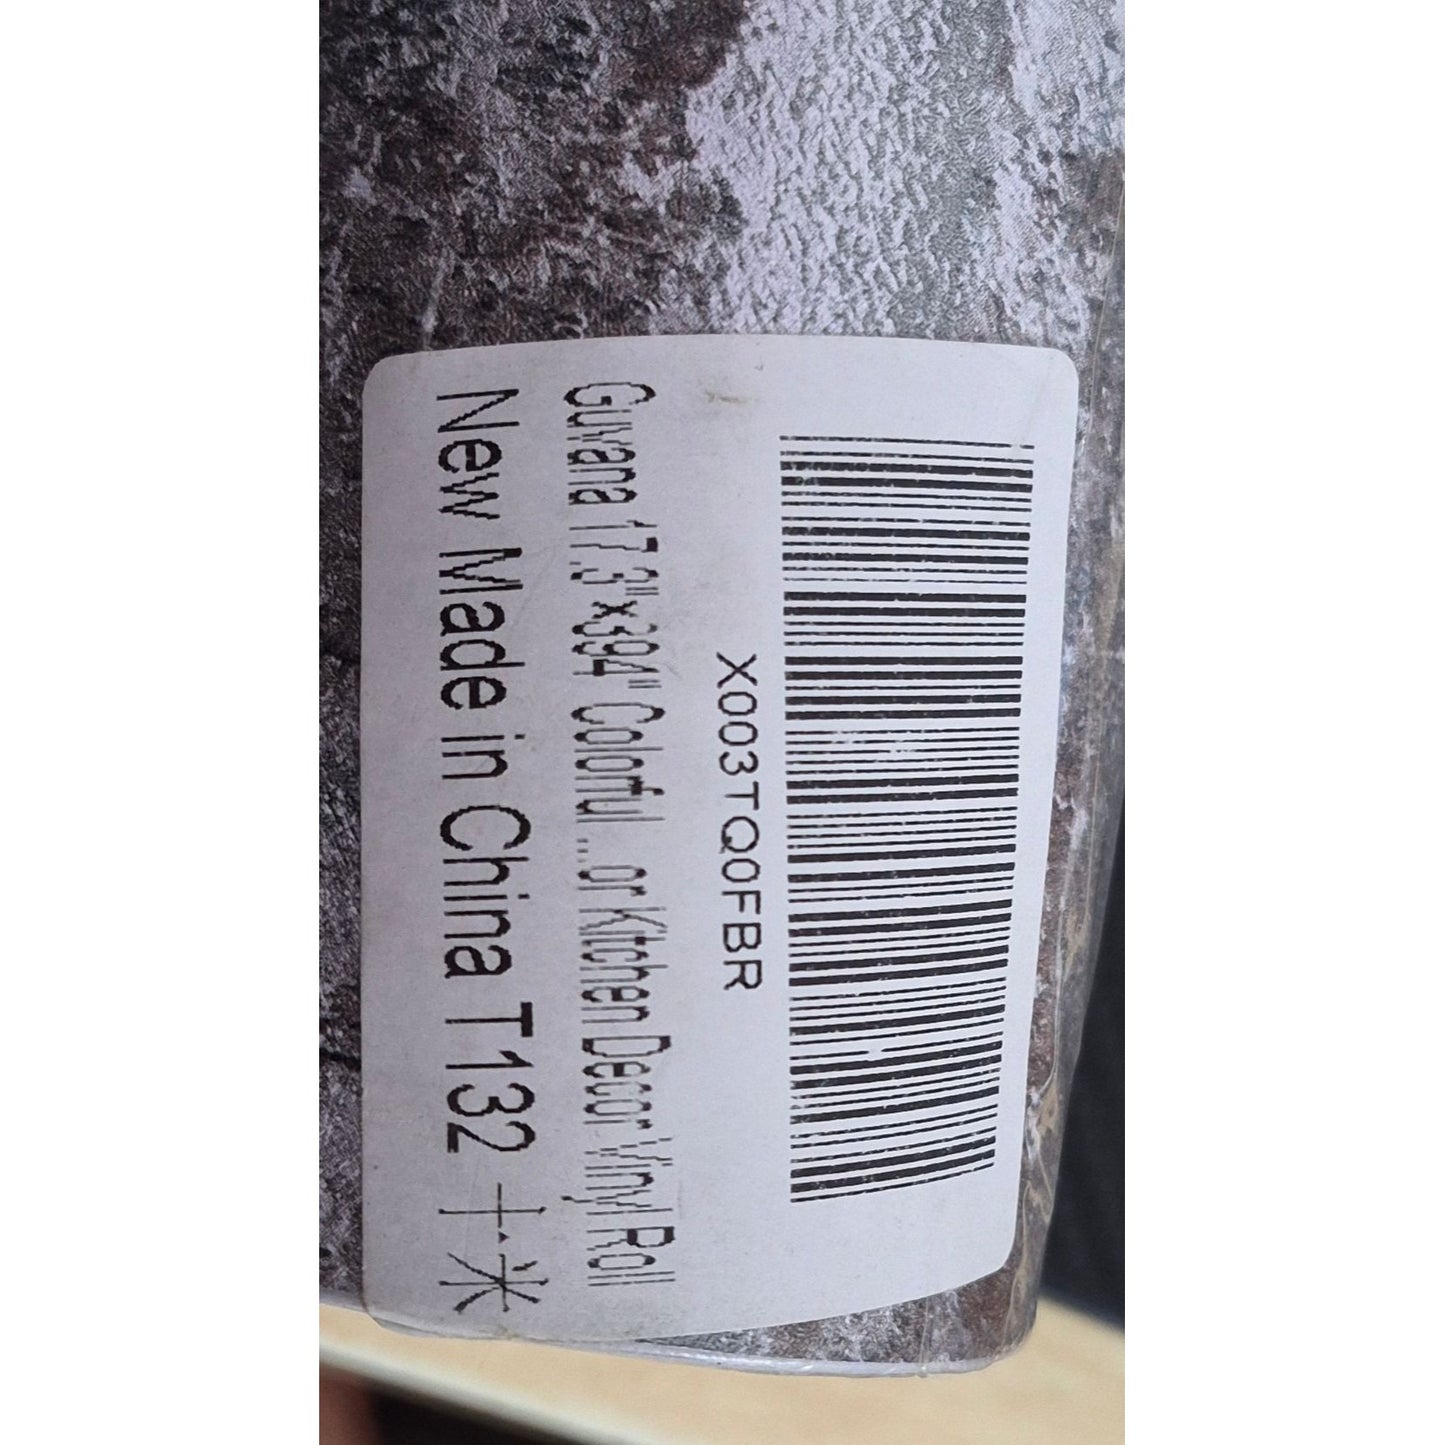 X003TQ0FBR
Guvana 17.3"x394" Colorful ...or Kitchen Decor Vinyl Roll
New Made in China T132 十米